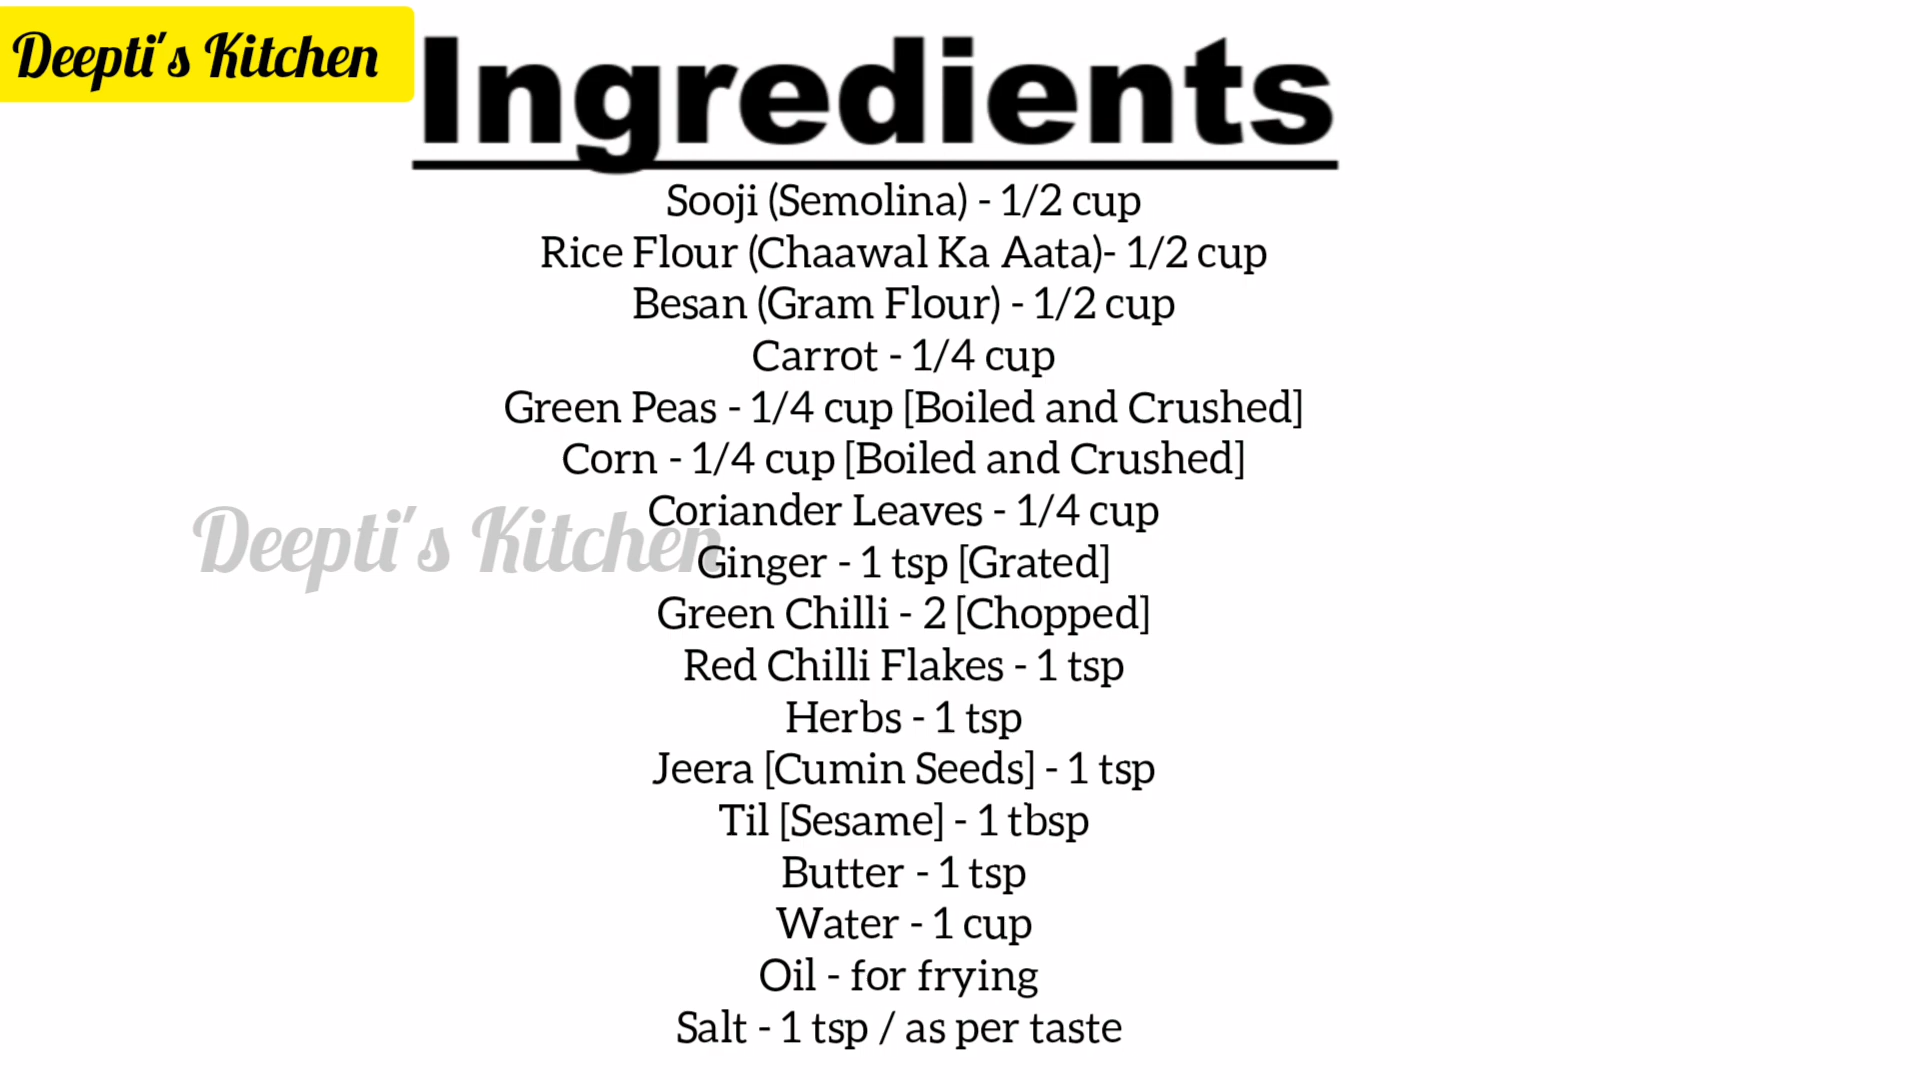 Deepti's Kitchen
Ingredients
Sooji (Semolina) - 1/2 cup
Rice Flour (Chaawal Ka Aata)- 1/2 cup
Besan (Gram Flour) - 1/2 cup
Carrot - 1/4 cup
Green Peas - 1/4 cup [Boiled and Crushed]
Corn - 1/4 cup [Boiled and Crushed]
Coriander Leaves - 1/4 cup
Deepti's Kitchen
Ginger - 1 tsp [Grated]
Green Chilli - 2 [Chopped]
Red Chilli Flakes - 1 tsp
Herbs - 1 tsp
Jeera [Cumin Seeds] - 1 tsp
Til [Sesame] - 1 tbsp
Butter - 1 tsp
Water - 1 cup
Oil - for frying
Salt - 1 tsp / as per taste